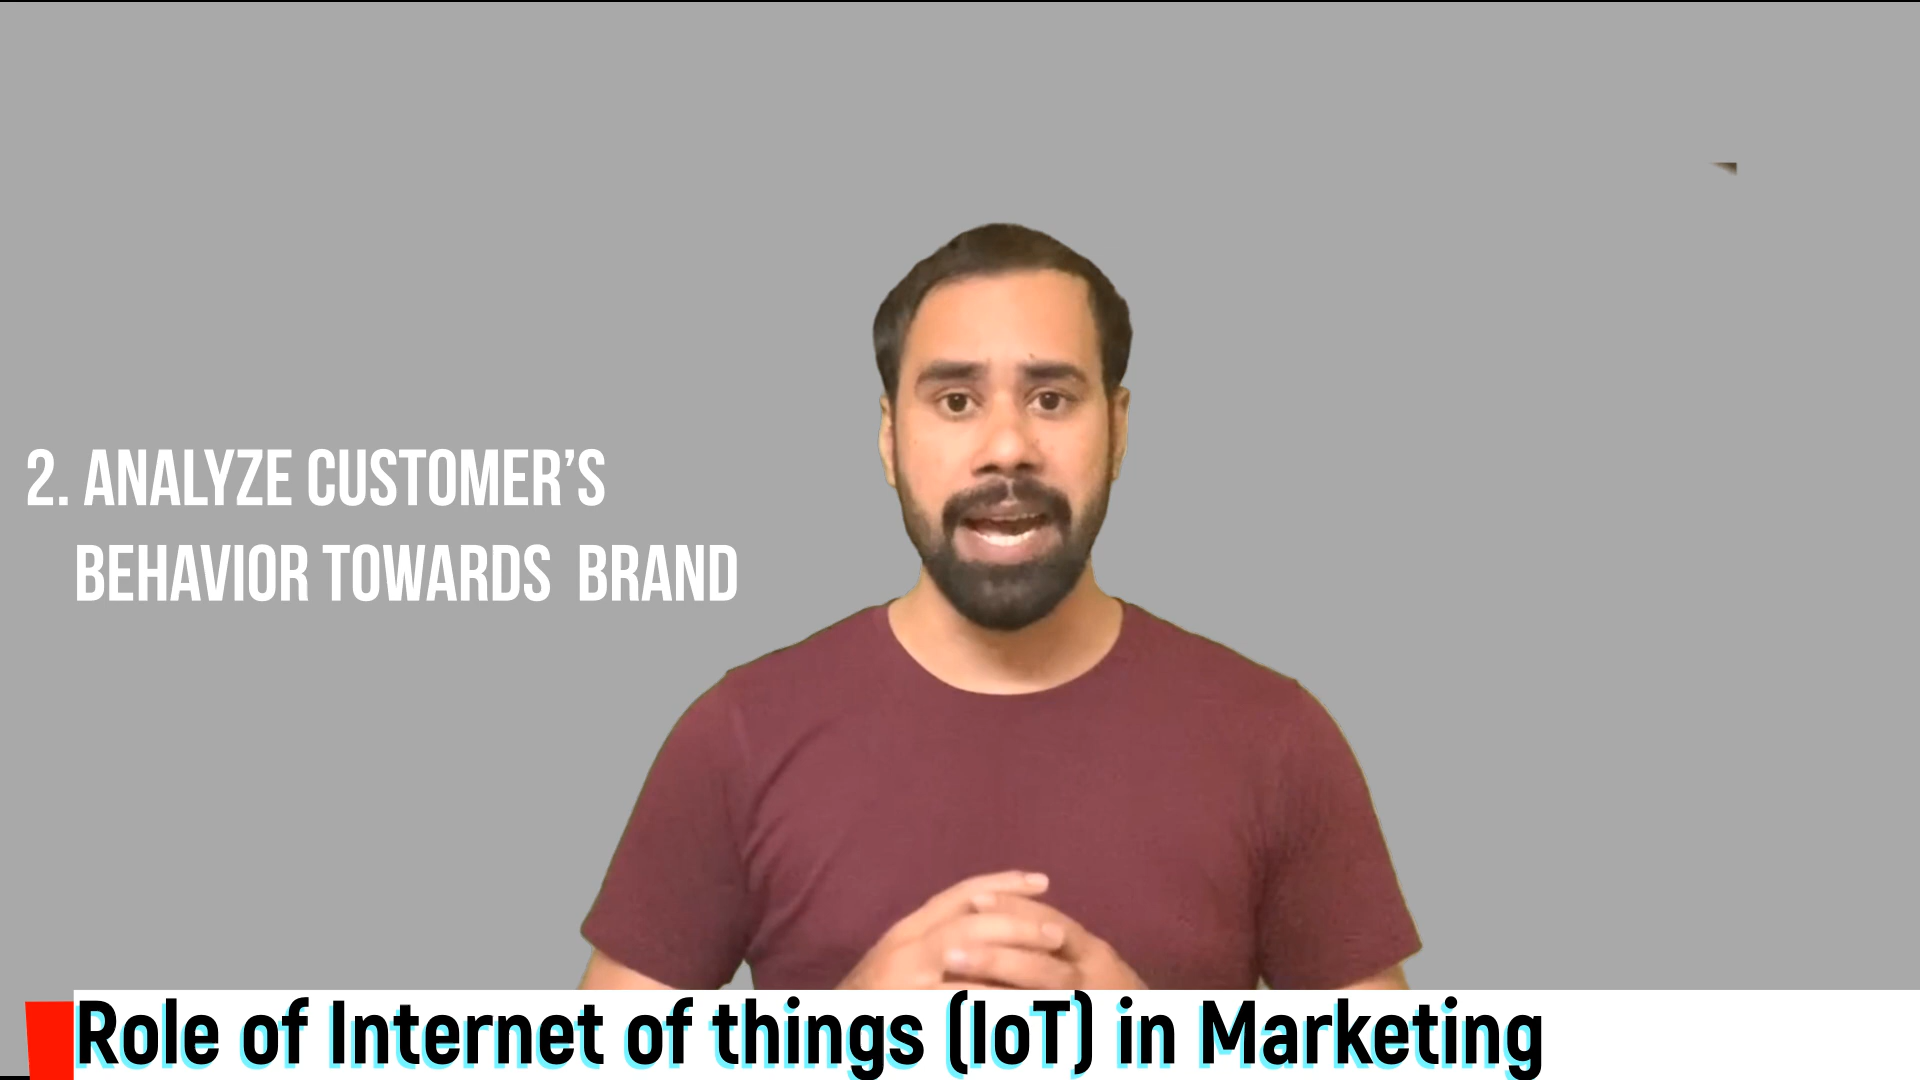 2. ANALYZE CUSTOMER’S
BEHAVIOR TOWARDS BRAND
Role of Internet of things (IoT) in Marketing